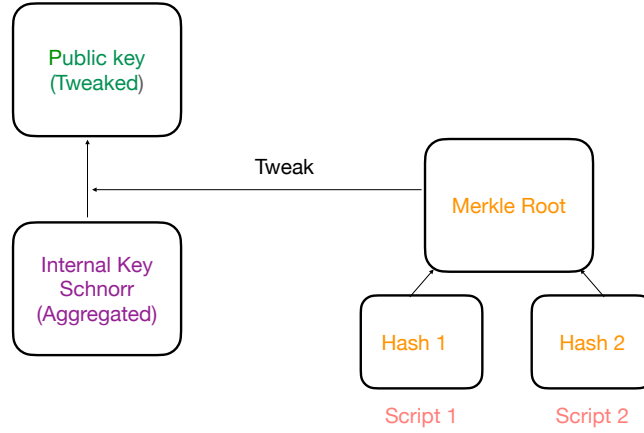 Public key
(Tweaked)
Tweak
Merkle Root
Internal Key
Schnorr
(Aggregated)
Hash 1
Hash 2
Script 1
Script 2